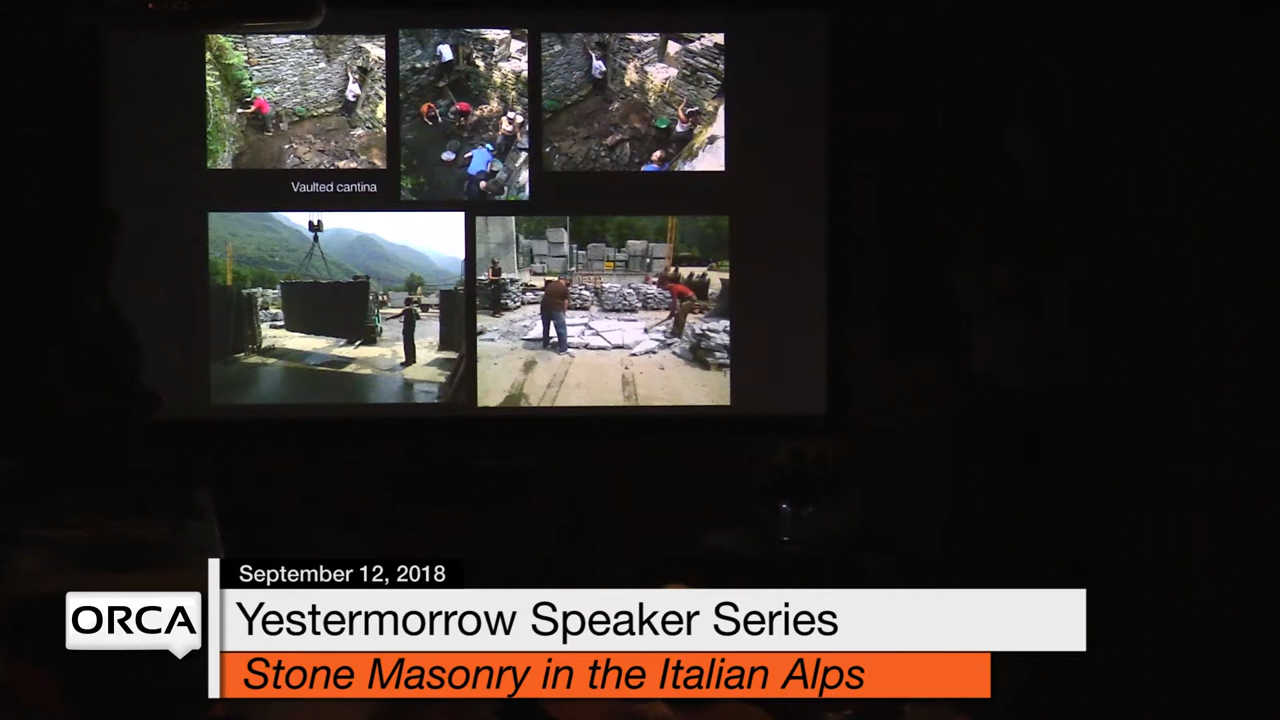 Vaulted cantina
September 12, 2018
ORCA
Yestermorrow Speaker Series
Stone Masonry in the Italian Alps